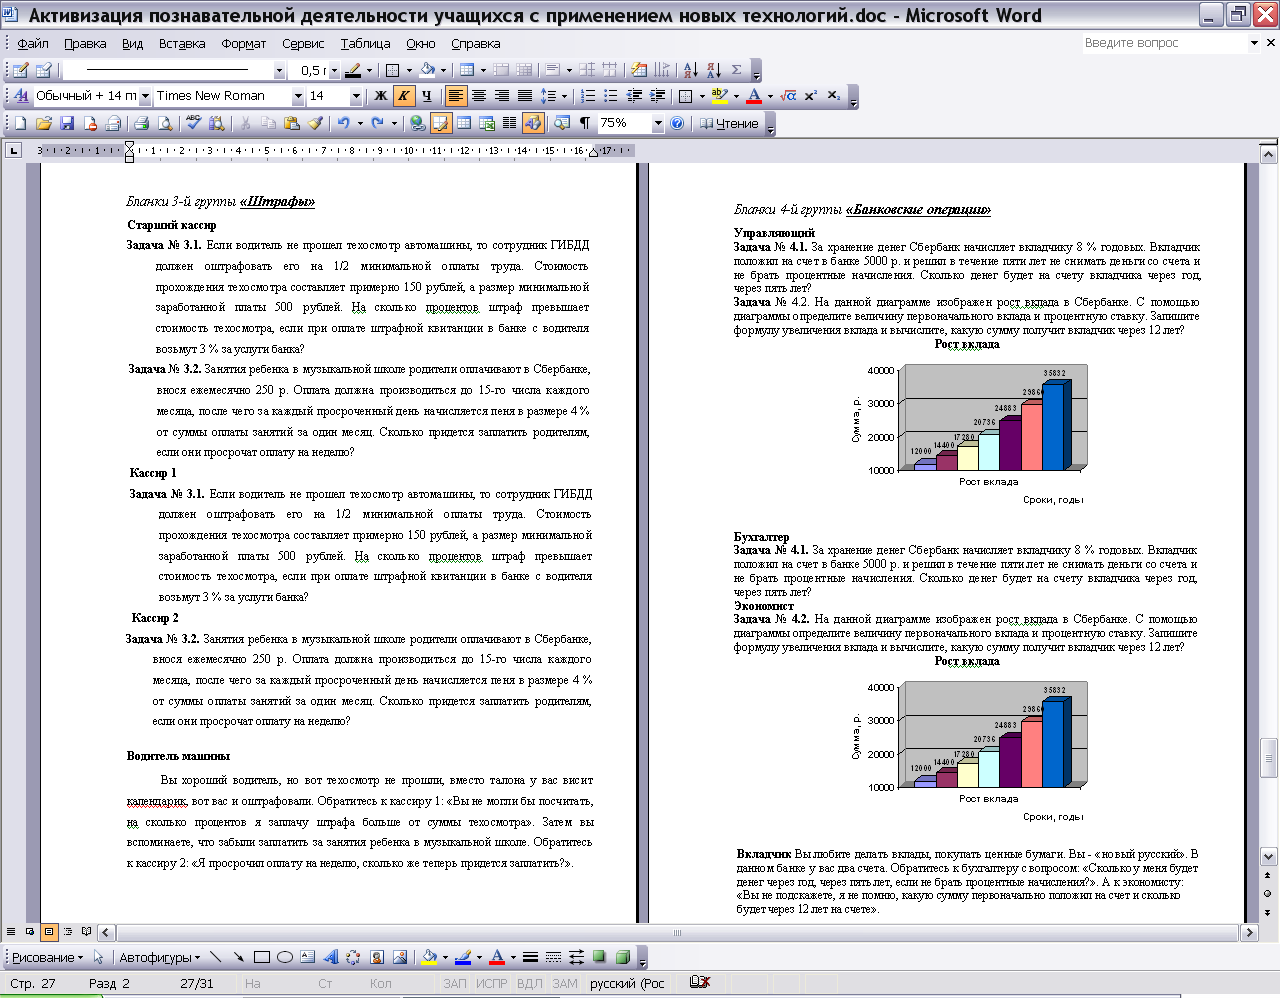 Активизация познавательной деятельности учащихся с применением новых технологий.doc - Microsoft Word
Файл Правка Вид Вставка Формат Сервис Таблица Окно Справка
Введите вопрос
0,5 г
Обычный + 14 пт Times New Roman 14 Ж К Ч
75% Чтение
3 2 1 1 2 3 4 5 6 7 8 9 10 11 12 13 14 15 16 17
Бланки 3-й группы «Штрафы»
Старший кассир
Задача № 3.1. Если водитель не прошел техосмотр автомашины, то сотрудник ГИБДД
должен оштрафовать его на 1/2 минимальной оплаты труда. Стоимость
прохождения техосмотра составляет примерно 150 рублей, а размер минимальной
заработанной платы 500 рублей. На сколько процентов штраф превышает
стоимость техосмотра, если при оплате штрафной квитанции в банке с водителя
возьмут 3 % за услуги банка?
Задача № 3.2. Занятия ребенка в музыкальной школе родители оплачивают в Сбербанке,
внося ежемесячно 250 р. Оплата должна производиться до 15-го числа каждого
месяца, после чего за каждый просроченный день начисляется пеня в размере 4 %
от суммы оплаты занятий за один месяц. Сколько придется заплатить родителям,
если они просрочат оплату на неделю?
Кассир 1
Задача № 3.1. Если водитель не прошел техосмотр автомашины, то сотрудник ГИБДД
должен оштрафовать его на 1/2 минимальной оплаты труда. Стоимость
прохождения техосмотра составляет примерно 150 рублей, а размер минимальной
заработанной платы 500 рублей. На сколько процентов штраф превышает
стоимость техосмотра, если при оплате штрафной квитанции в банке с водителя
возьмут 3 % за услуги банка?
Кассир 2
Задача № 3.2. Занятия ребенка в музыкальной школе родители оплачивают в Сбербанке,
внося ежемесячно 250 р. Оплата должна производиться до 15-го числа каждого
месяца, после чего за каждый просроченный день начисляется пеня в размере 4 %
от суммы оплаты занятий за один месяц. Сколько придется заплатить родителям,
если они просрочат оплату на неделю?
Водитель машины
Вы хороший водитель, но вот техосмотр не прошли, вместо талона у вас висит
календарик, вот вас и оштрафовали. Обратитесь к кассиру 1: «Вы не могли бы посчитать,
на сколько процентов я заплачу штрафа больше от суммы техосмотра». Затем вы
вспоминаете, что забыли заплатить за занятия ребенка в музыкальной школе. Обратитесь
к кассиру 2: «Я просрочил оплату на неделю, сколько же теперь придется заплатить?».
Бланки 4-й группы «Банковские операции»
Управляющий
Задача № 4.1. За хранение денег Сбербанк начисляет вкладчику 8 % годовых. Вкладчик
положил на счет в банке 5000 р. и решил в течение пяти лет не снимать деньги со счета и
не брать процентные начисления. Сколько денег будет на счету вкладчика через год,
через пять лет?
Задача № 4.2. На данной диаграмме изображен рост вклада в Сбербанке. С помощью
диаграммы определите величину первоначального вклада и процентную ставку. Запишите
формулу увеличения вклада и вычислите, какую сумму получит вкладчик через 12 лет?
Рост вклада
Сумма, р.
40000
30000
20000
10000
12000 14400 17280 20736 24883 29860 35832
Рост вклада
Сроки, годы
Бухгалтер
Задача № 4.1. За хранение денег Сбербанк начисляет вкладчику 8 % годовых. Вкладчик
положил на счет в банке 5000 р. и решил в течение пяти лет не снимать деньги со счета и
не брать процентные начисления. Сколько денег будет на счету вкладчика через год,
через пять лет?
Экономист
Задача № 4.2. На данной диаграмме изображен рост вклада в Сбербанке. С помощью
диаграммы определите величину первоначального вклада и процентную ставку. Запишите
формулу увеличения вклада и вычислите, какую сумму получит вкладчик через 12 лет?
Рост вклада
Сумма, р.
40000
30000
20000
10000
12000 14400 17280 20736 24883 29860 35832
Рост вклада
Сроки, годы
Вкладчик Вы любите делать вклады, покупать ценные бумаги. Вы - «новый русский». В
данном банке у вас два счета. Обратитесь к бухгалтеру с вопросом: «Сколько у меня будет
денег через год, через пять лет, если не брать процентные начисления?». А к экономисту:
«Вы не подскажете, я не помню, какую сумму первоначально положил на счет и сколько
будет через 12 лет на счете».
Рисование Автофигуры
Стр. 27 Разд 2 27/31 На Ст Кол ЗАП ИСПР ВДЛ ЗАМ русский (Рос